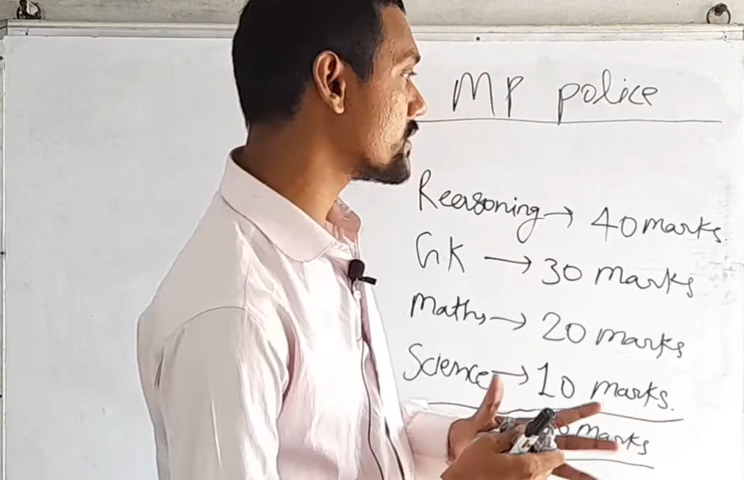 MP police
Reasoning → 40 marks.
GK → 30 marks
Maths → 20 marks
Science → 10 marks.
marks